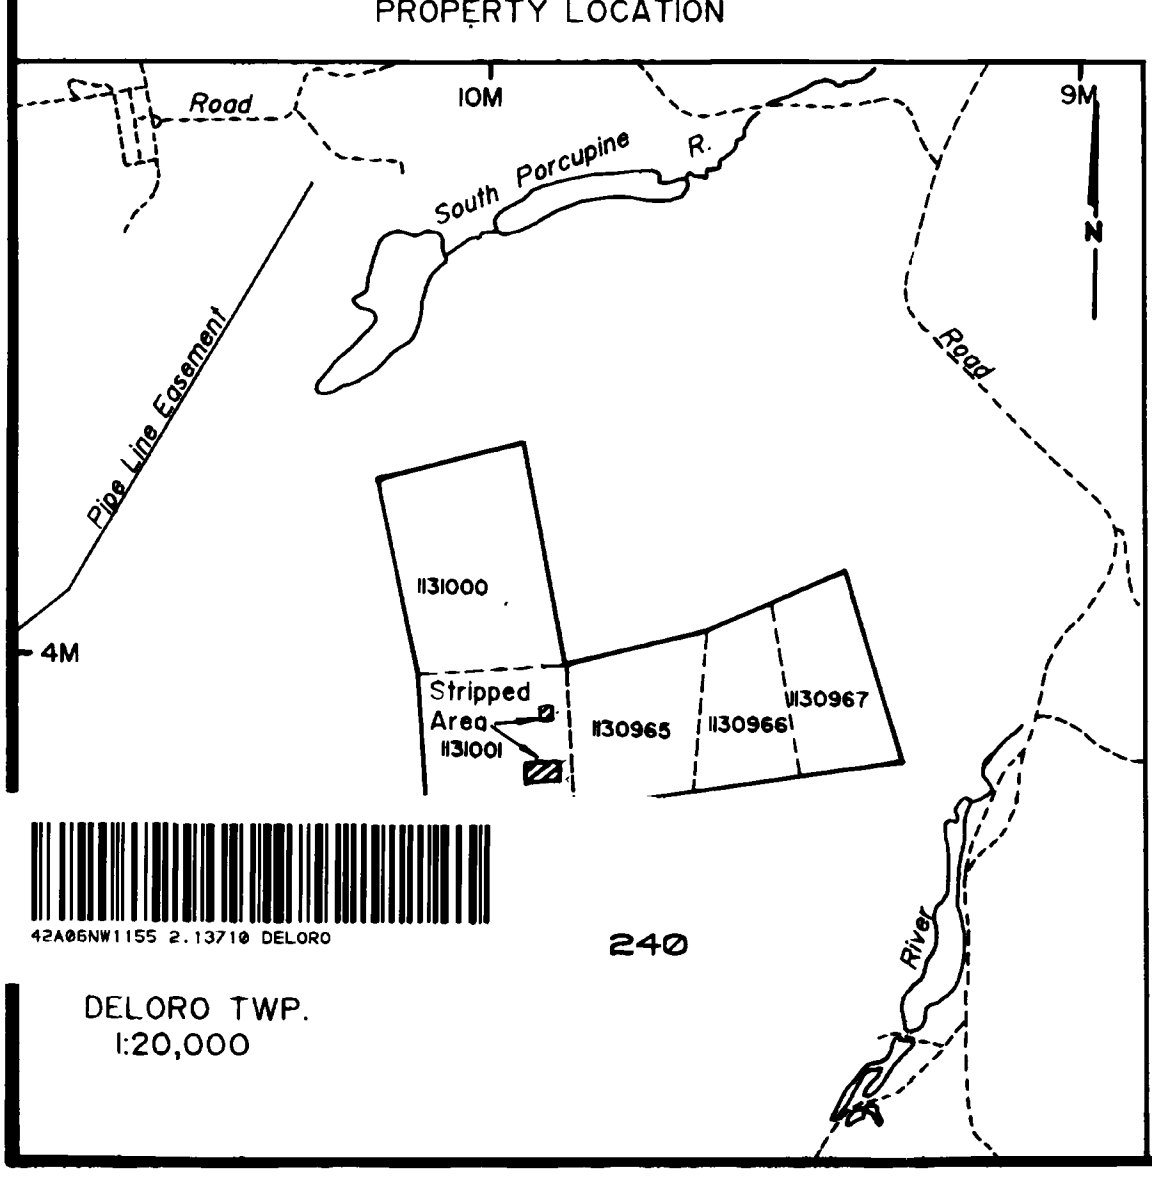 PROPERTY LOCATION
10M
9M
Road
South Porcupine R.
N
Pipe Line Easement
Road
1131000
4M
Stripped
Area
1131001
1130965
1130966
1130967
42A06NW1155 2.13710 DELORO
240
River
DELORO TWP.
1:20,000